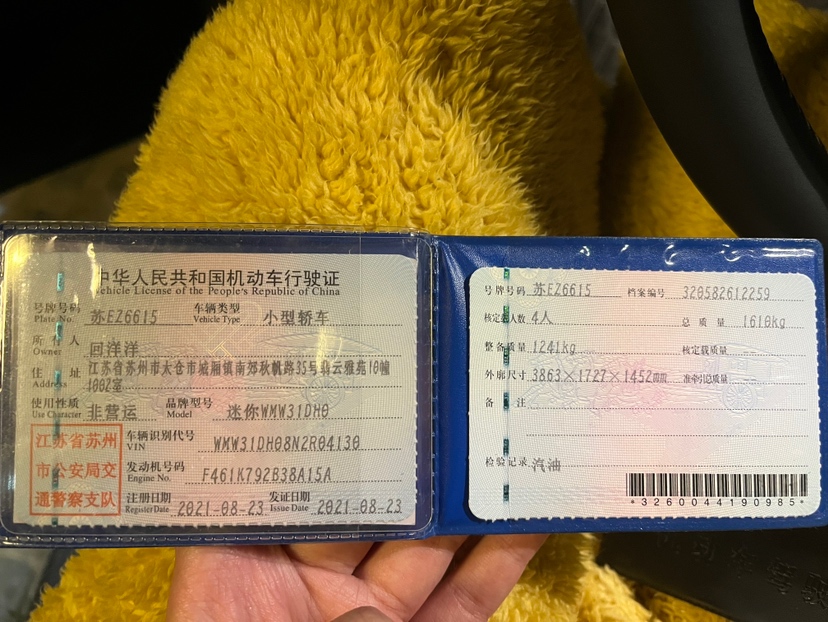 中华人民共和国机动车行驶证
Vehicle License of the People's Republic of China
号牌号码 Plate No. 苏EZ6615 车辆类型 Vehicle Type 小型轿车
所有人 Owner 回洋洋
住址 Address 江苏省苏州市太仓市城厢镇南郊秋帆路35号 云雅苑10幢
1002室
使用性质 Use Character 非营运 品牌型号 Model 迷你WMW31DH0
江苏省苏州
市公安局交
通警察支队
车辆识别代号 VIN WMW31DH08N2R04130
发动机号码 Engine No. F461K792B38A15A
注册日期 Register Date 2021-08-23 发证日期 Issue Date 2021-08-23
号牌号码 苏EZ6615 档案编号 320582612259
核定载人数 4人 总质量 1610kg
整备质量 1241kg 核定载质量 --
外廓尺寸 3863×1727×1452mm 准牵引总质量 --
备注
检验记录 汽油
*3260044190985*